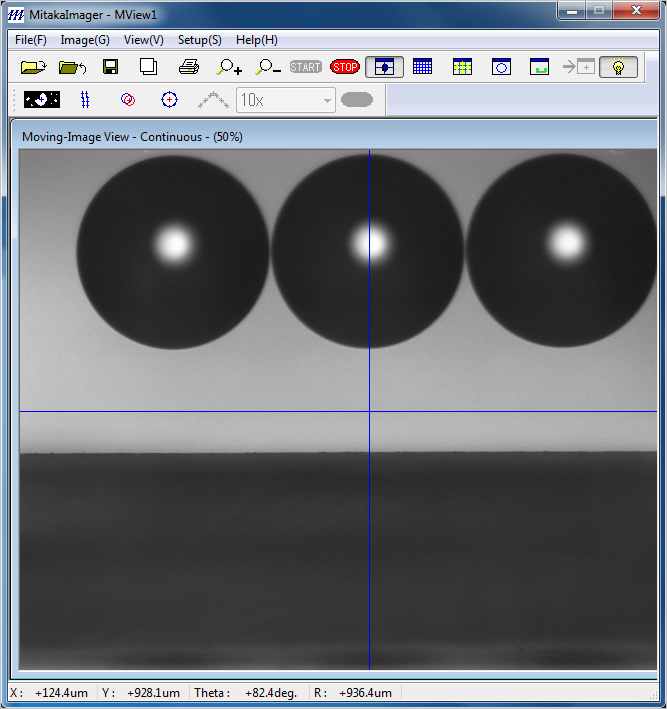 MitakaImager - MView1
File(F) Image(G) View(V) Setup(S) Help(H)
START STOP
10x
Moving-Image View - Continuous - (50%)
X : +124.4um Y : +928.1um Theta : +82.4deg. R : +936.4um